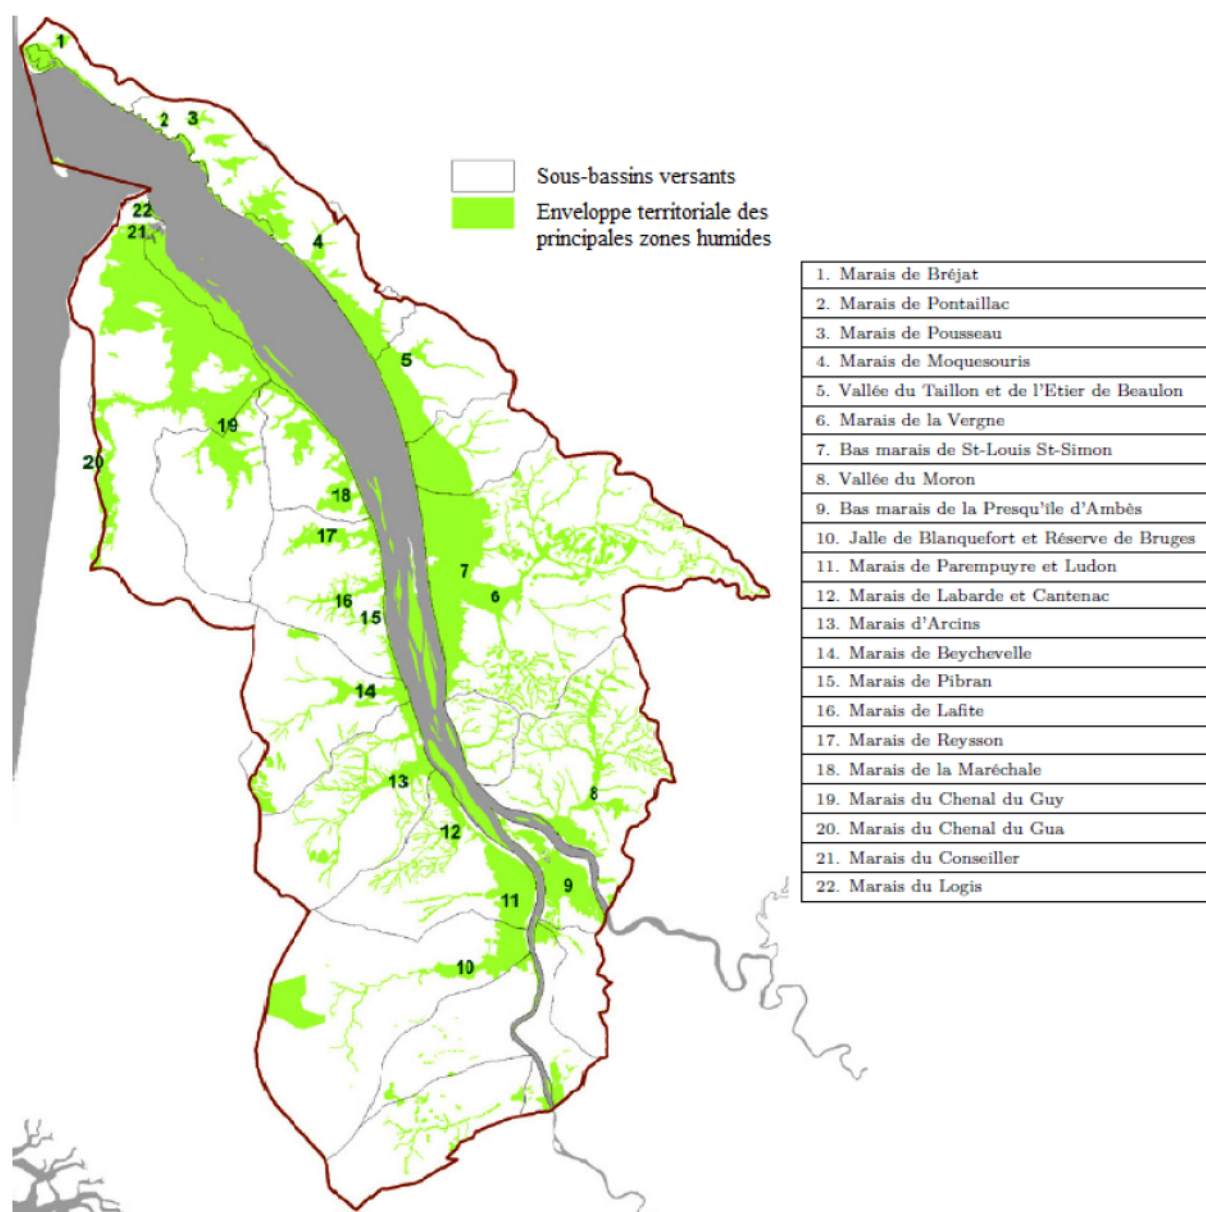 1
2 3
Sous-bassins versants
22
Enveloppe territoriale des
principales zones humides
21
4
1. Marais de Bréjat
2. Marais de Pontaillac
3. Marais de Pousseau
4. Marais de Moquesouris
5. Vallée du Taillon et de l'Etier de Beaulon
6. Marais de la Vergne
7. Bas marais de St-Louis St-Simon
8. Vallée du Moron
9. Bas marais de la Presqu'île d'Ambès
10. Jalle de Blanquefort et Réserve de Bruges
11. Marais de Parempuyre et Ludon
12. Marais de Labarde et Cantenac
13. Marais d'Arcins
14. Marais de Beychevelle
15. Marais de Pibran
16. Marais de Lafite
17. Marais de Reysson
18. Marais de la Maréchale
19. Marais du Chenal du Guy
20. Marais du Chenal du Gua
21. Marais du Conseiller
22. Marais du Logis
5
19
20
18
17
7
16
6
15
14
13
8
12
9
11
10